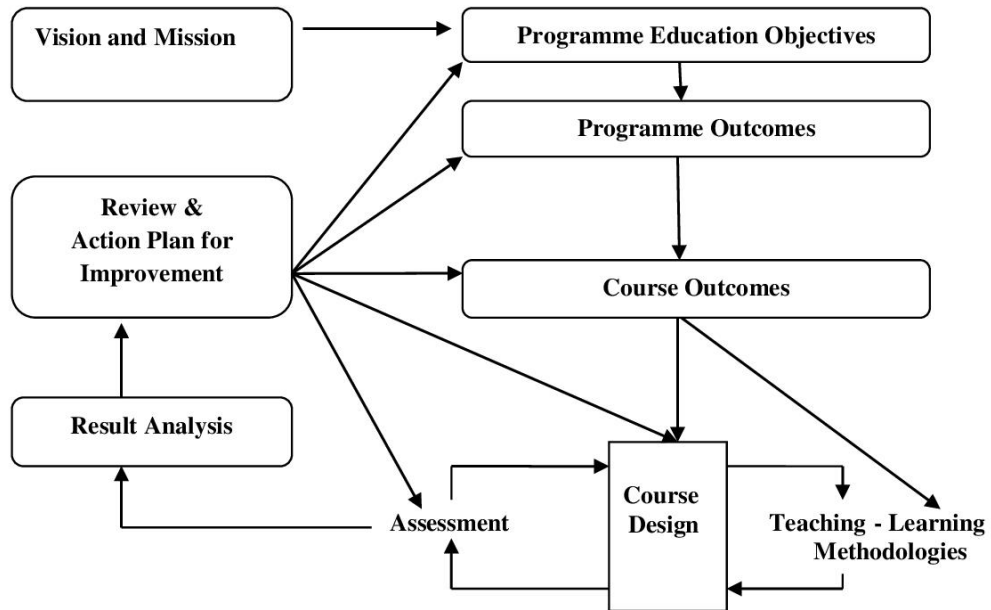 Vision and Mission
Programme Education Objectives
Programme Outcomes
Review &
Action Plan for
Improvement
Course Outcomes
Result Analysis
Course
Design
Assessment
Teaching - Learning
Methodologies